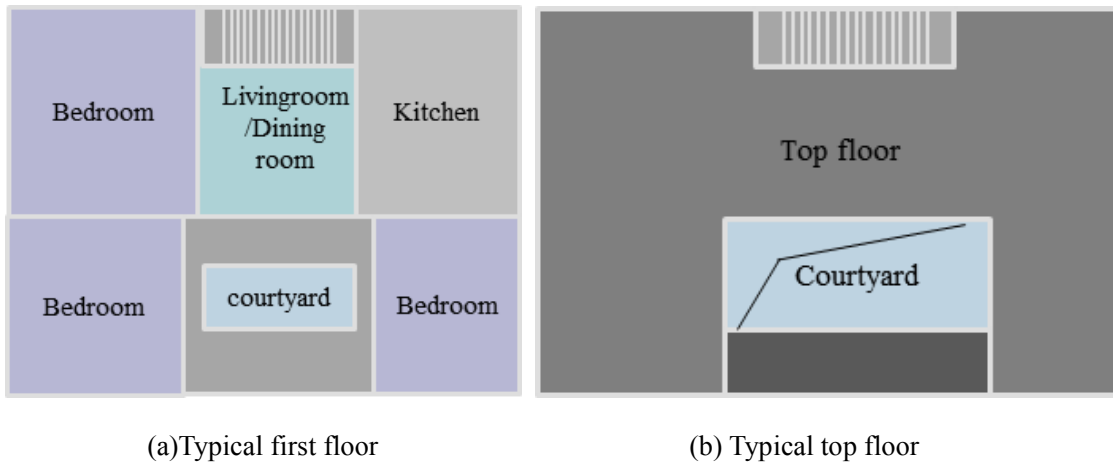 Bedroom
Livingroom
/Dining
room
Kitchen
Bedroom
courtyard
Bedroom
Top floor
Courtyard
(a)Typical first floor
(b) Typical top floor